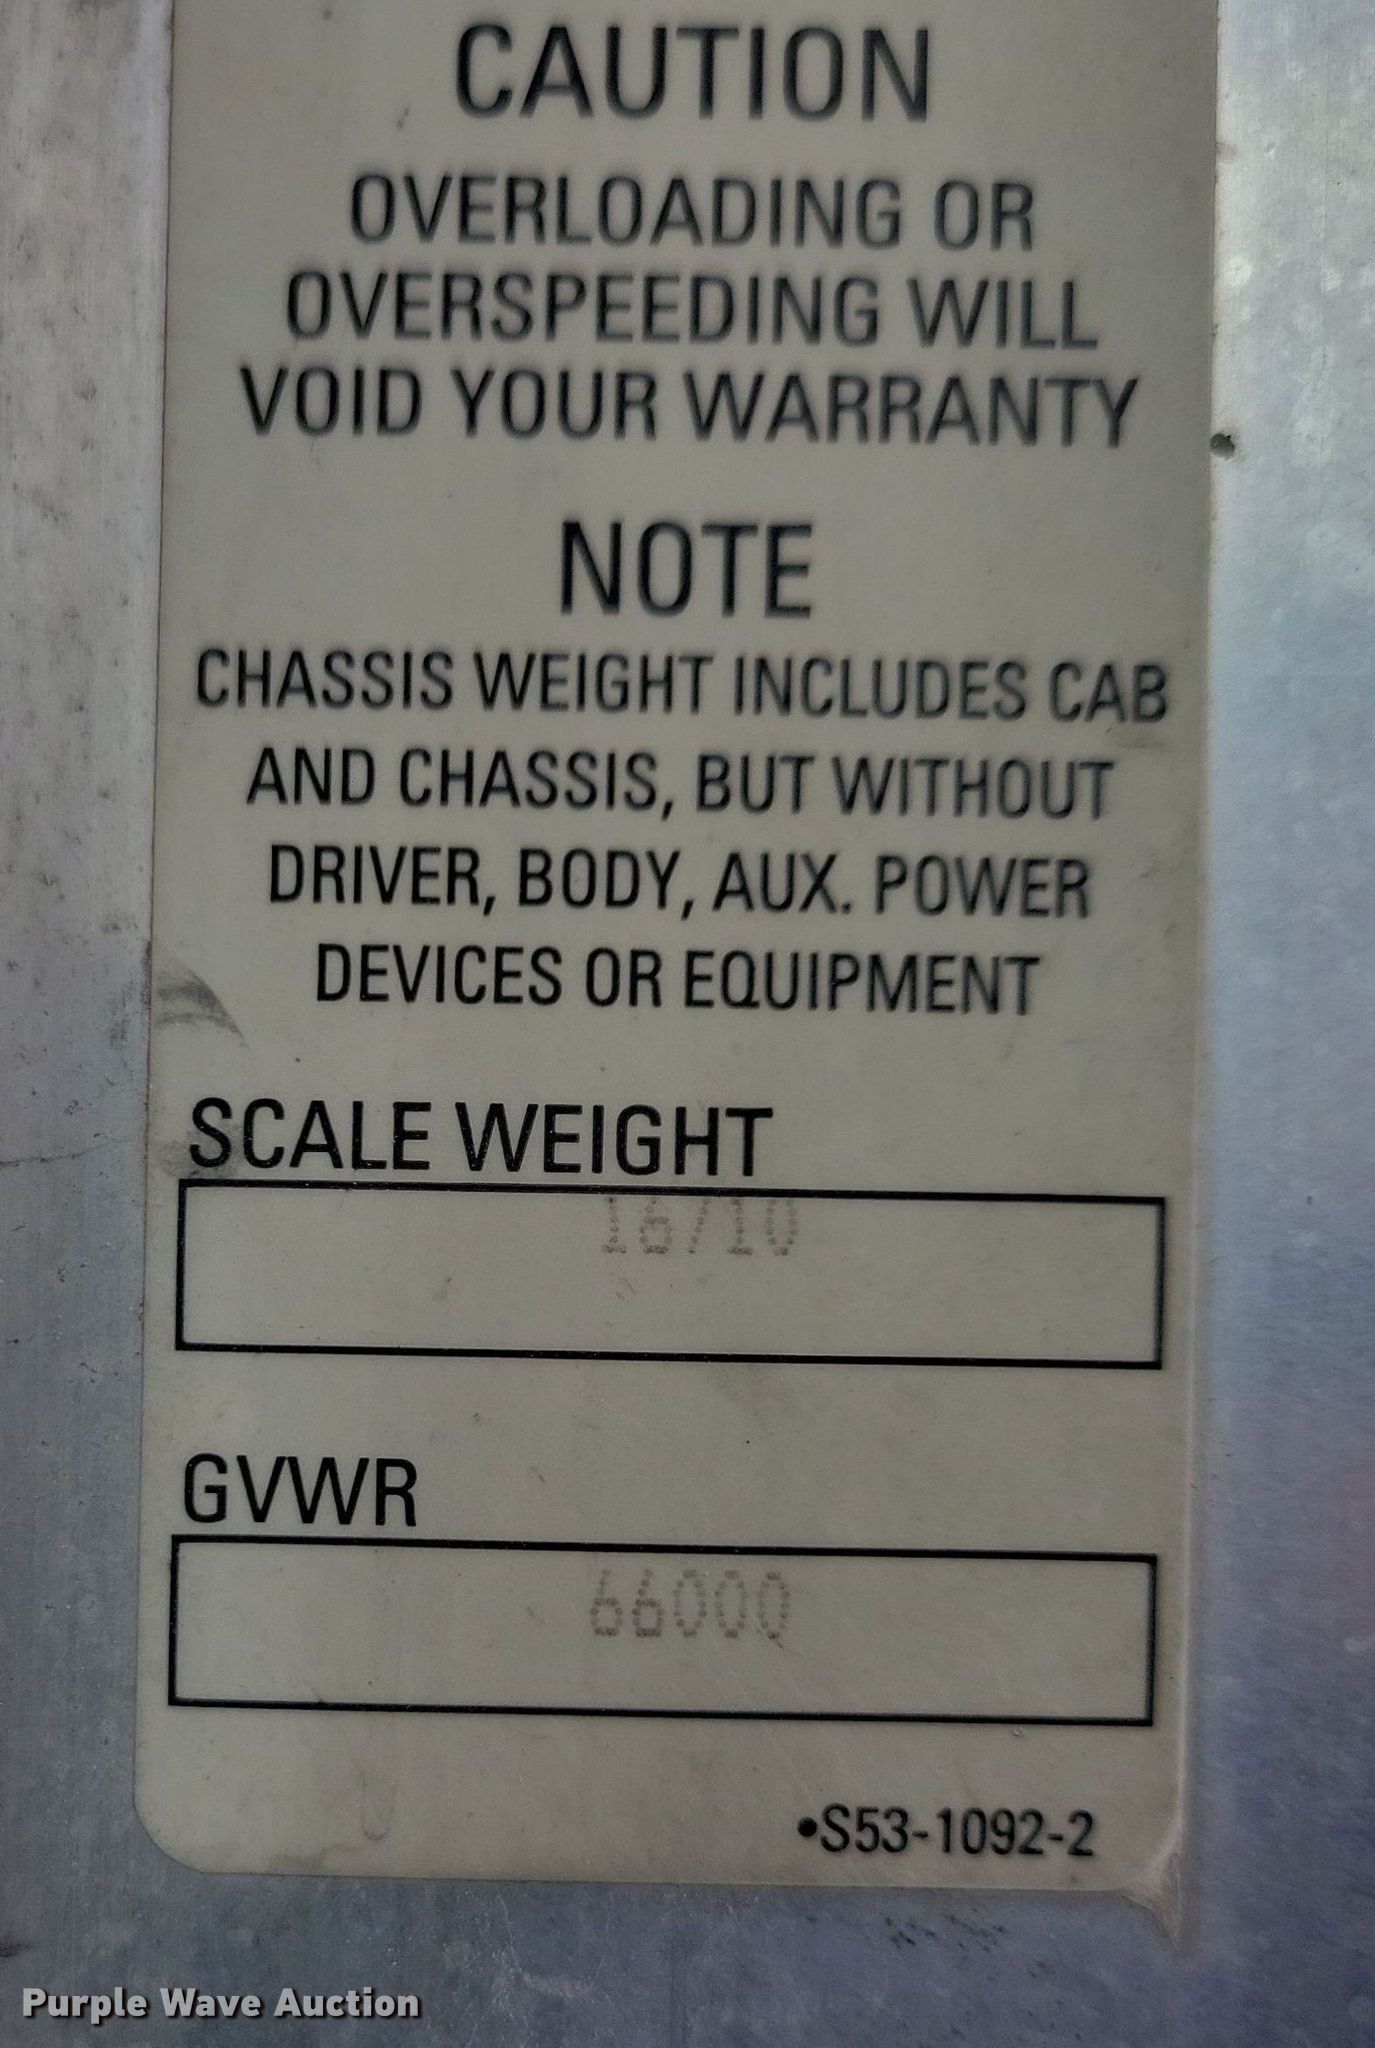 CAUTION
OVERLOADING OR
OVERSPEEDING WILL
VOID YOUR WARRANTY
NOTE
CHASSIS WEIGHT INCLUDES CAB
AND CHASSIS, BUT WITHOUT
DRIVER, BODY, AUX. POWER
DEVICES OR EQUIPMENT
SCALE WEIGHT
16710
GVWR
66000
•S53-1092-2
Purple Wave Auction